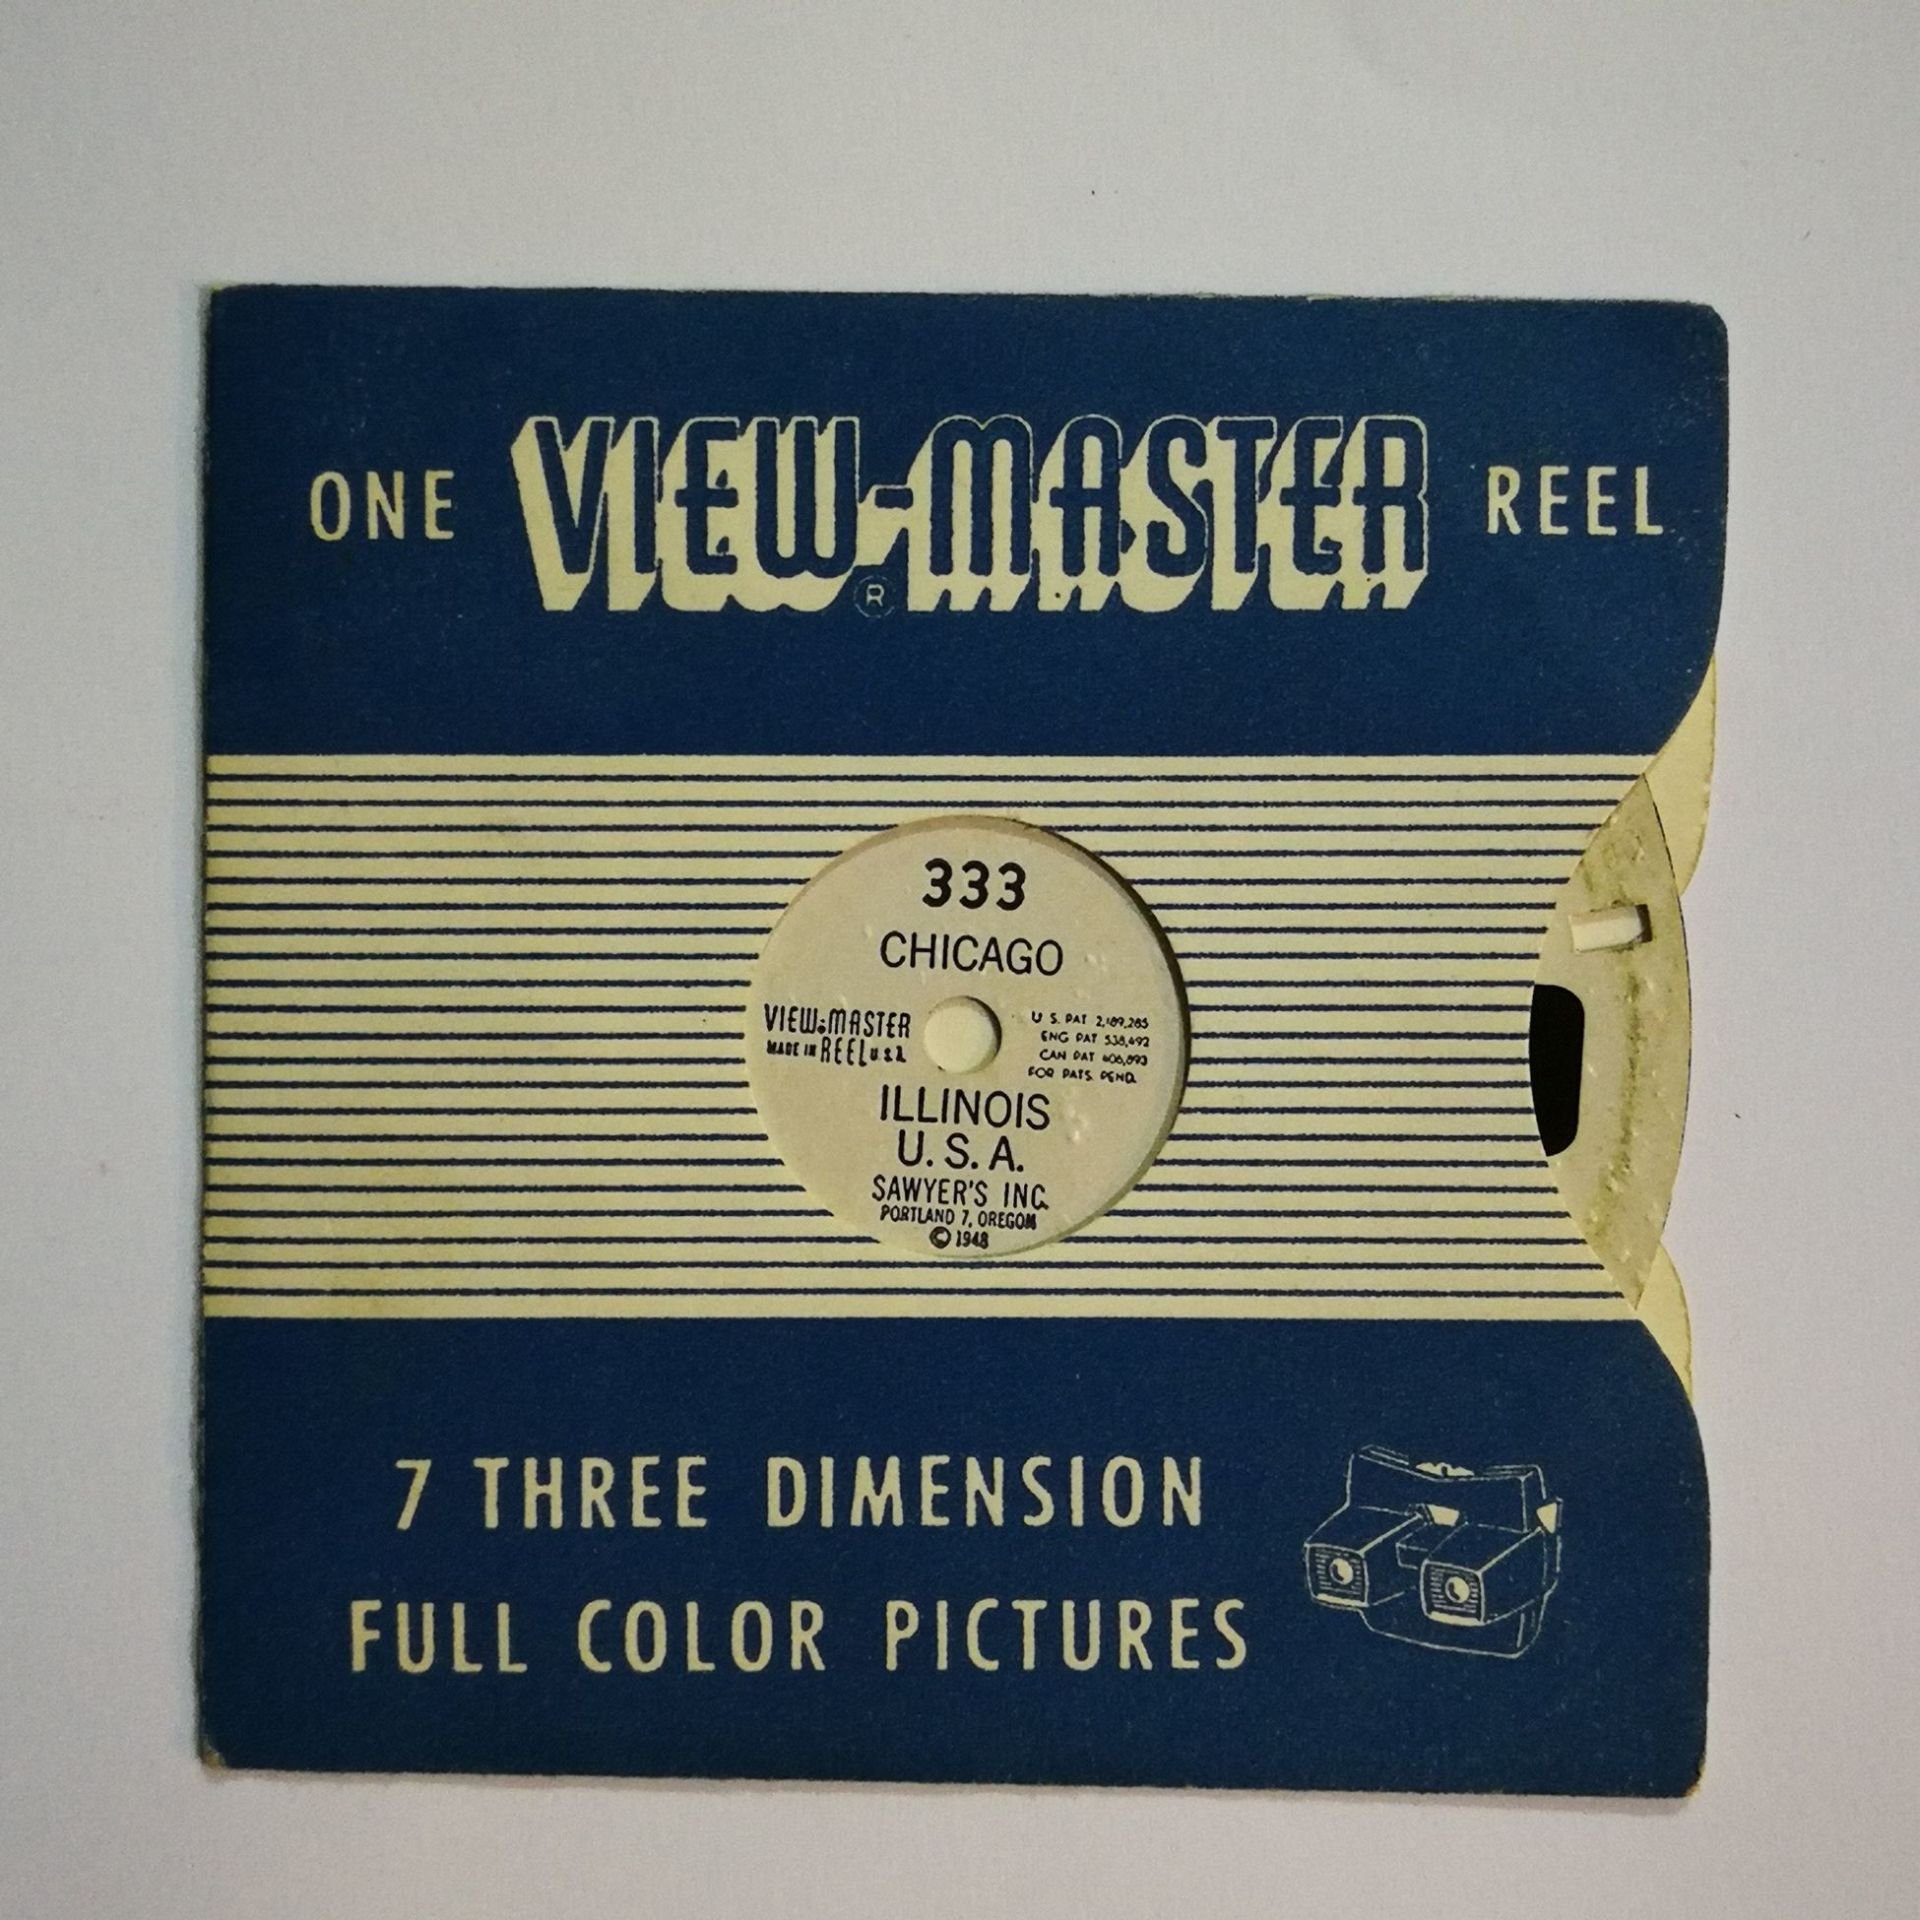 ONE VIEW-MASTER REEL
®
333
CHICAGO
VIEW-MASTER
MADE IN REEL U.S.A.
U S. PAT 2,189,285
ENG PAT 538,492
CAN PAT 406,893
FOR PATS. PEND.
ILLINOIS
U. S. A.
SAWYER'S INC.
PORTLAND 7, OREGON
© 1948
7 THREE DIMENSION
FULL COLOR PICTURES